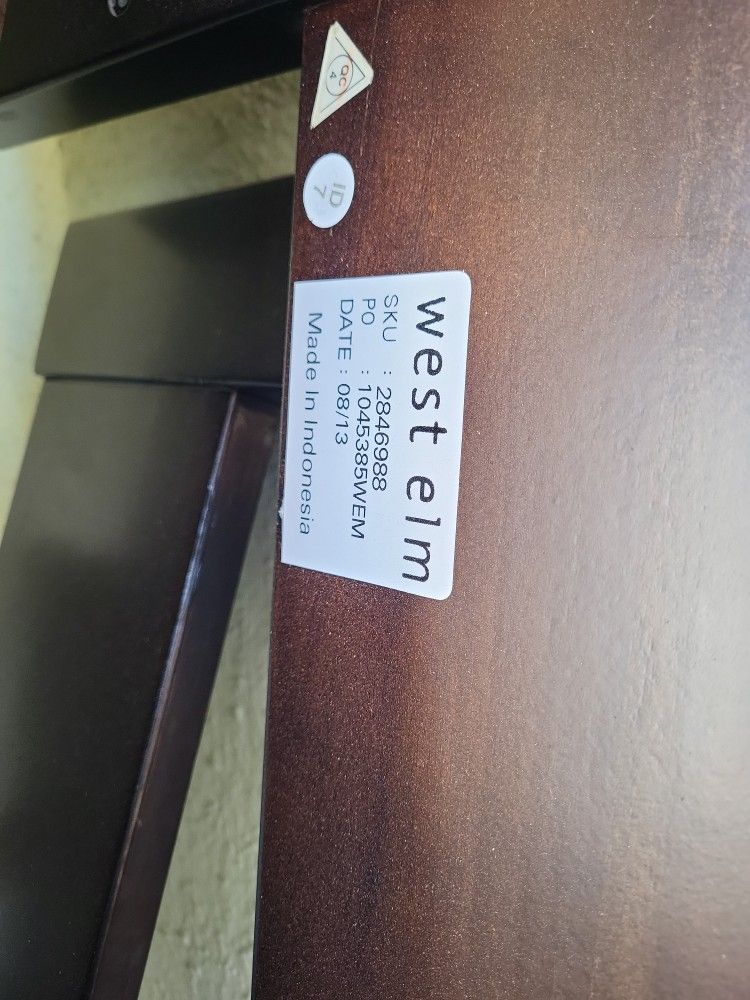 QC
4
ID
7
west elm
SKU : 2846988
PO : 1045385WEM
DATE : 08/13
Made In Indonesia